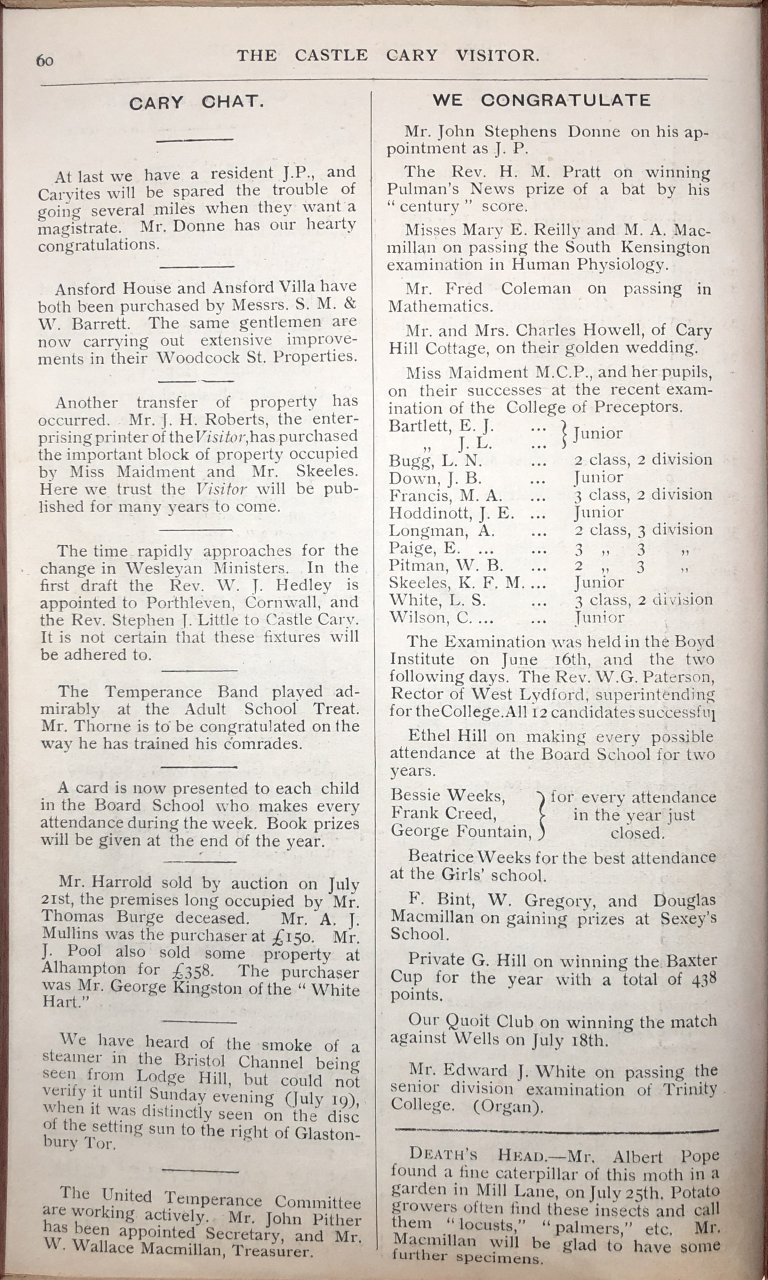 60
THE CASTLE CARY VISITOR.
CARY CHAT.
At last we have a resident J.P., and
Caryites will be spared the trouble of
going several miles when they want a
magistrate. Mr. Donne has our hearty
congratulations.
Ansford House and Ansford Villa have
both been purchased by Messrs. S. M. &
W. Barrett. The same gentlemen are
now carrying out extensive improve-
ments in their Woodcock St. Properties.
Another transfer of property has
occurred. Mr. J. H. Roberts, the enter-
prising printer of the Visitor, has purchased
the important block of property occupied
by Miss Maidment and Mr. Skeeles.
Here we trust the Visitor will be pub-
lished for many years to come.
The time rapidly approaches for the
change in Wesleyan Ministers. In the
first draft the Rev. W. J. Hedley is
appointed to Porthleven, Cornwall, and
the Rev. Stephen J. Little to Castle Cary.
It is not certain that these fixtures will
be adhered to.
The Temperance Band played ad-
mirably at the Adult School Treat.
Mr. Thorne is to be congratulated on the
way he has trained his comrades.
A card is now presented to each child
in the Board School who makes every
attendance during the week. Book prizes
will be given at the end of the year.
Mr. Harrold sold by auction on July
21st, the premises long occupied by Mr.
Thomas Burge deceased. Mr. A. J.
Mullins was the purchaser at £150. Mr.
J. Pool also sold some property at
Alhampton for £358. The purchaser
was Mr. George Kingston of the "White
Hart."
We have heard of the smoke of a
steamer in the Bristol Channel being
seen from Lodge Hill, but could not
verify it until Sunday evening (July 19),
when it was distinctly seen on the disc
of the setting sun to the right of Glaston-
bury Tor.
The United Temperance Committee
are working actively. Mr. John Pither
has been appointed Secretary, and Mr.
W. Wallace Macmillan, Treasurer.
WE CONGRATULATE
Mr. John Stephens Donne on his ap-
pointment as J. P.
The Rev. H. M. Pratt on winning
Pulman's News prize of a bat by his
"century" score.
Misses Mary E. Reilly and M. A. Mac-
millan on passing the South Kensington
examination in Human Physiology.
Mr. Fred Coleman on passing in
Mathematics.
Mr. and Mrs. Charles Howell, of Cary
Hill Cottage, on their golden wedding.
Miss Maidment M.C.P., and her pupils,
on their successes at the recent exam-
ination of the College of Preceptors.
Bartlett, E. J. ... } Junior
„ J. L. ...
Bugg, L. N. ... 2 class, 2 division
Down, J. B. ... Junior
Francis, M. A. ... 3 class, 2 division
Hoddinott, J. E. ... Junior
Longman, A. ... 2 class, 3 division
Paige, E. ... ... 3 „ 3 „
Pitman, W. B. ... 2 „ 3 „
Skeeles, K. F. M. ... Junior
White, L. S. ... 3 class, 2 division
Wilson, C. ... ... Junior
The Examination was held in the Boyd
Institute on June 16th, and the two
following days. The Rev. W.G. Paterson,
Rector of West Lydford, superintending
for the College. All 12 candidates successful
Ethel Hill on making every possible
attendance at the Board School for two
years.
Bessie Weeks, } for every attendance
Frank Creed, in the year just
George Fountain, closed.
Beatrice Weeks for the best attendance
at the Girls' school.
F. Bint, W. Gregory, and Douglas
Macmillan on gaining prizes at Sexey's
School.
Private G. Hill on winning the Baxter
Cup for the year with a total of 438
points.
Our Quoit Club on winning the match
against Wells on July 18th.
Mr. Edward J. White on passing the
senior division examination of Trinity
College. (Organ).
DEATH'S HEAD.—Mr. Albert Pope
found a fine caterpillar of this moth in a
garden in Mill Lane, on July 25th. Potato
growers often find these insects and call
them "locusts," "palmers," etc. Mr.
Macmillan will be glad to have some
further specimens.